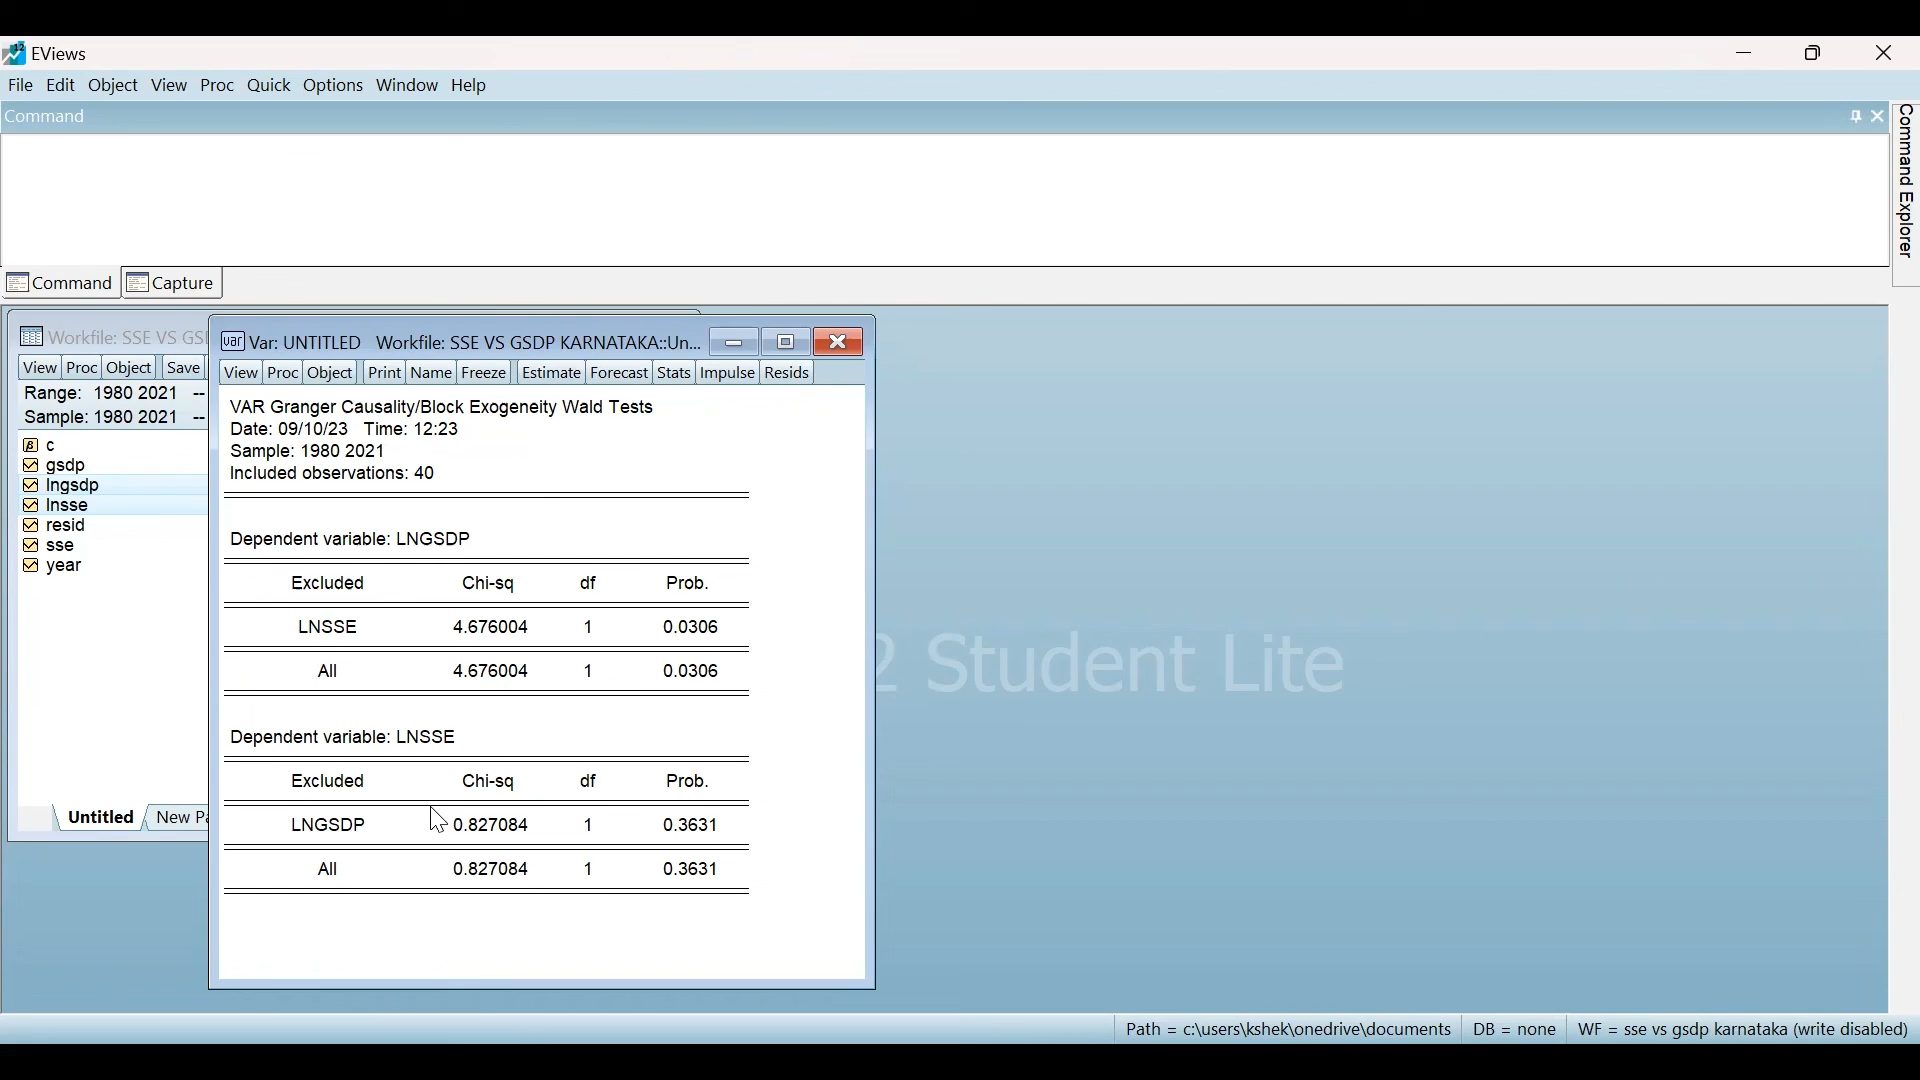 EViews
File Edit Object View Proc Quick Options Window Help
Command
Command Explorer
Command Capture
Workfile: SSE VS GSD
View Proc Object Save
Range: 1980 2021 --
Sample: 1980 2021 --
c
gsdp
lngsdp
lnsse
resid
sse
year
Untitled New Pa
Var: UNTITLED Workfile: SSE VS GSDP KARNATAKA::Un...
View Proc Object Print Name Freeze Estimate Forecast Stats Impulse Resids
VAR Granger Causality/Block Exogeneity Wald Tests
Date: 09/10/23 Time: 12:23
Sample: 1980 2021
Included observations: 40
Dependent variable: LNGSDP
Excluded Chi-sq df Prob.
LNSSE 4.676004 1 0.0306
All 4.676004 1 0.0306
Dependent variable: LNSSE
Excluded Chi-sq df Prob.
LNGSDP 0.827084 1 0.3631
All 0.827084 1 0.3631
2 Student Lite
Path = c:\users\kshek\onedrive\documents DB = none WF = sse vs gsdp karnataka (write disabled)